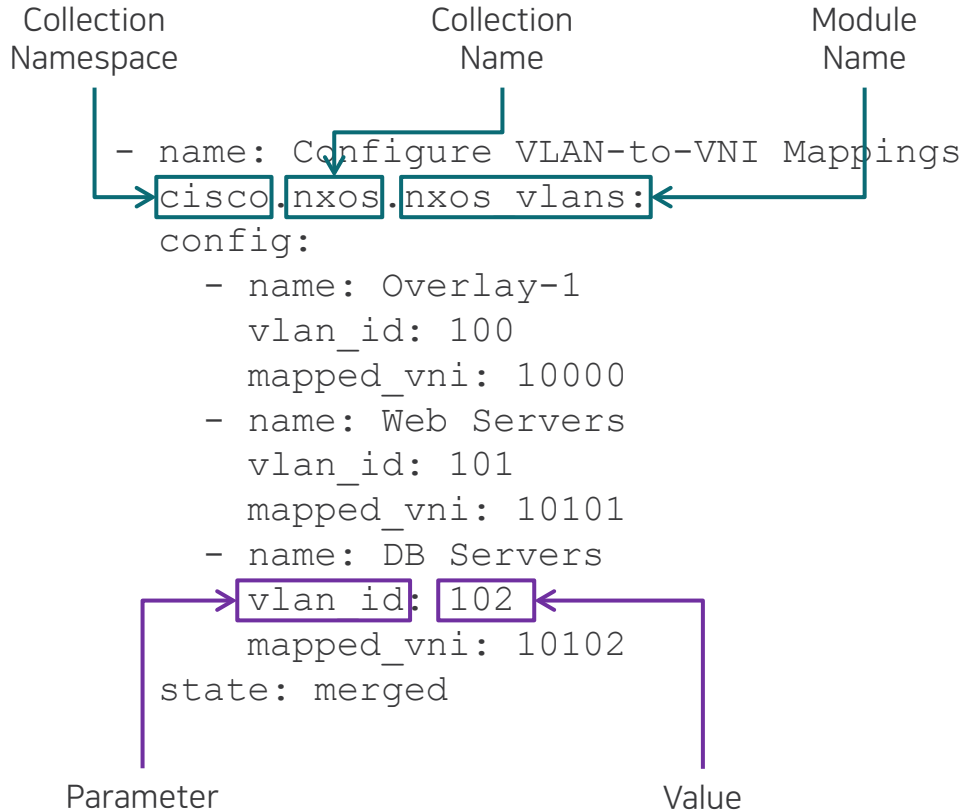 Collection Namespace
Collection Name
Module Name
- name: Configure VLAN-to-VNI Mappings
cisco.nxos.nxos_vlans:
config:
- name: Overlay-1
vlan_id: 100
mapped_vni: 10000
- name: Web Servers
vlan_id: 101
mapped_vni: 10101
- name: DB Servers
vlan_id: 102
mapped_vni: 10102
state: merged
Parameter
Value